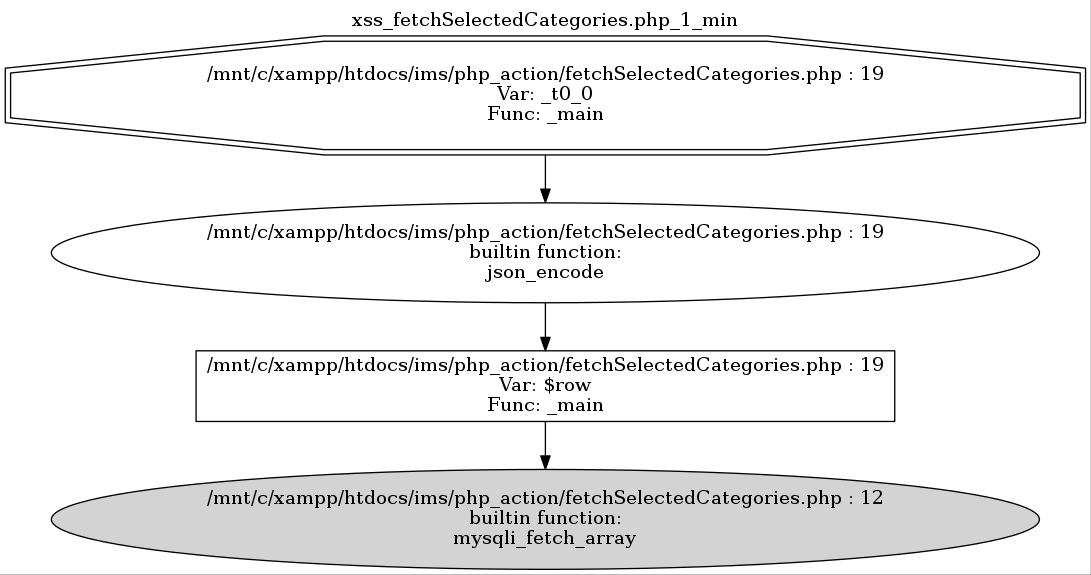 xss_fetchSelectedCategories.php_1_min
/mnt/c/xampp/htdocs/ims/php_action/fetchSelectedCategories.php : 19
Var: _t0_0
Func: _main
/mnt/c/xampp/htdocs/ims/php_action/fetchSelectedCategories.php : 19
builtin function:
json_encode
/mnt/c/xampp/htdocs/ims/php_action/fetchSelectedCategories.php : 19
Var: $row
Func: _main
/mnt/c/xampp/htdocs/ims/php_action/fetchSelectedCategories.php : 12
builtin function:
mysqli_fetch_array